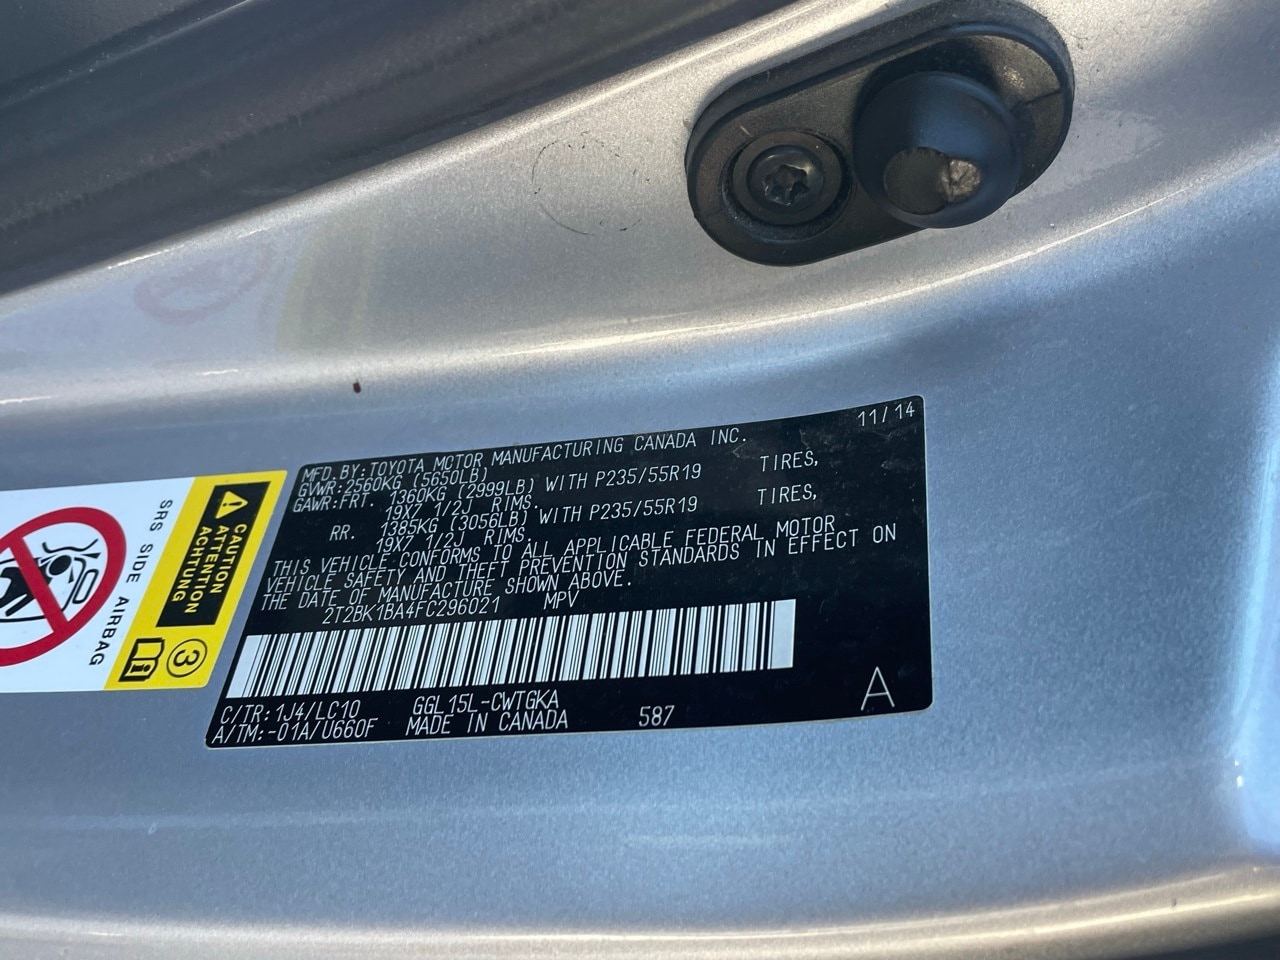 11/14
MFD. BY: TOYOTA MOTOR MANUFACTURING CANADA INC.
GVWR: 2560KG (5650LB)
GAWR: FRT. 1360KG (2999LB) WITH P235/55R19 TIRES,
19X7 1/2J RIMS.
RR. 1385KG (3056LB) WITH P235/55R19 TIRES,
19X7 1/2J RIMS.
THIS VEHICLE CONFORMS TO ALL APPLICABLE FEDERAL MOTOR
VEHICLE SAFETY AND THEFT PREVENTION STANDARDS IN EFFECT ON
THE DATE OF MANUFACTURE SHOWN ABOVE.
2T2BK1BA4FC296021 MPV
C/TR: 1J4/LC10 GGL15L-CWTGKA
A/TM: -01A/U660F MADE IN CANADA 587 A
SRS SIDE AIRBAG
CAUTION
ATTENTION
ACHTUNG
3